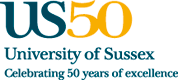 US50
University of Sussex
Celebrating 50 years of excellence